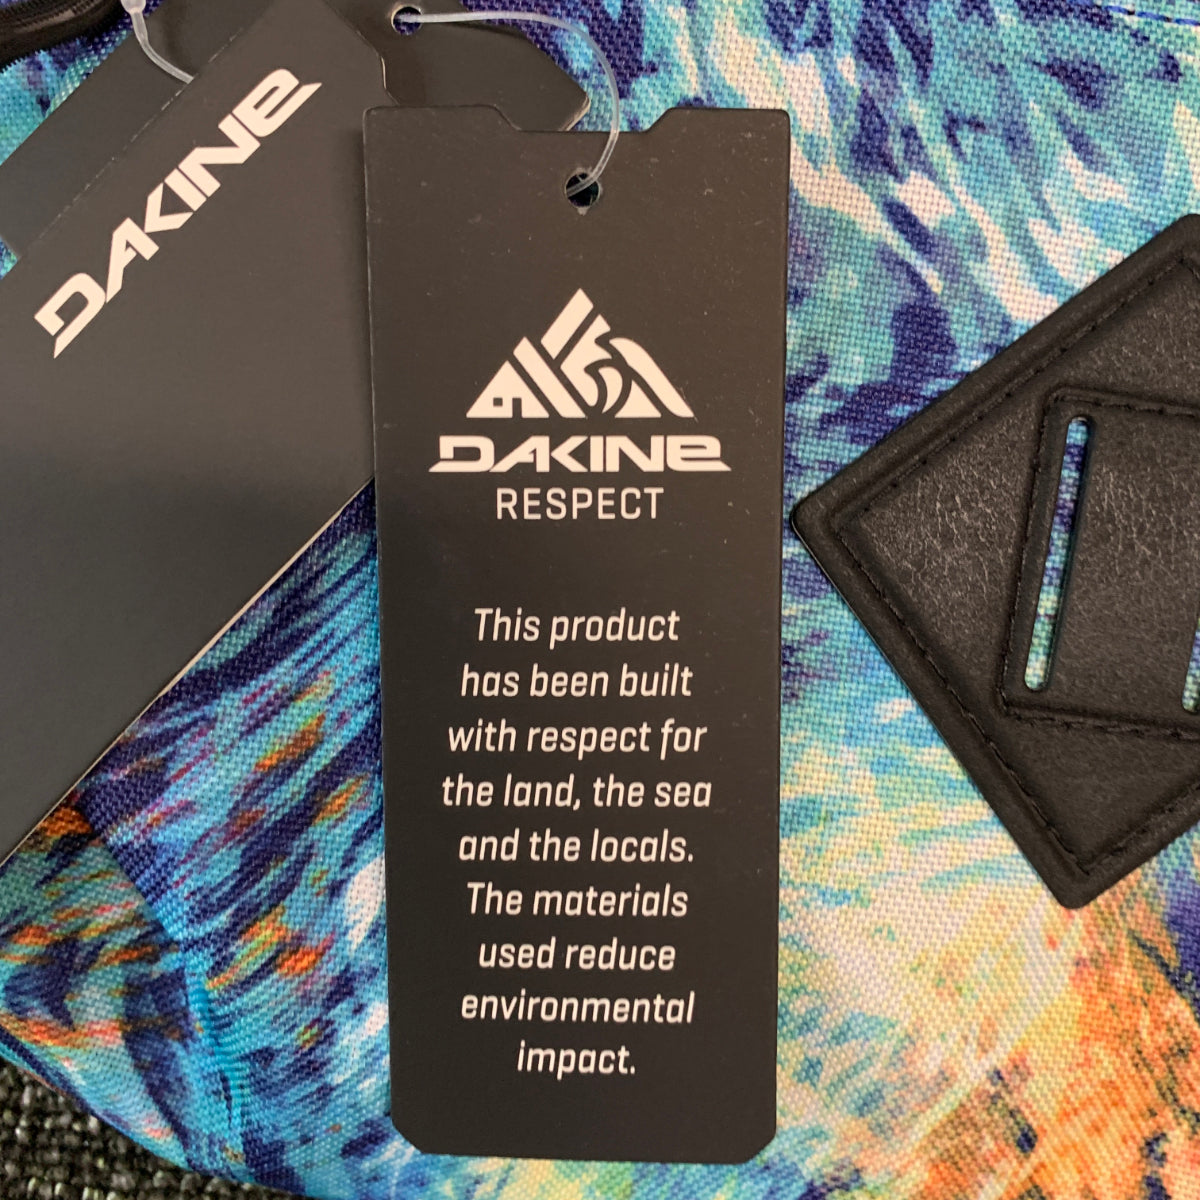 DAKINE
DAKINE
RESPECT
This product
has been built
with respect for
the land, the sea
and the locals.
The materials
used reduce
environmental
impact.